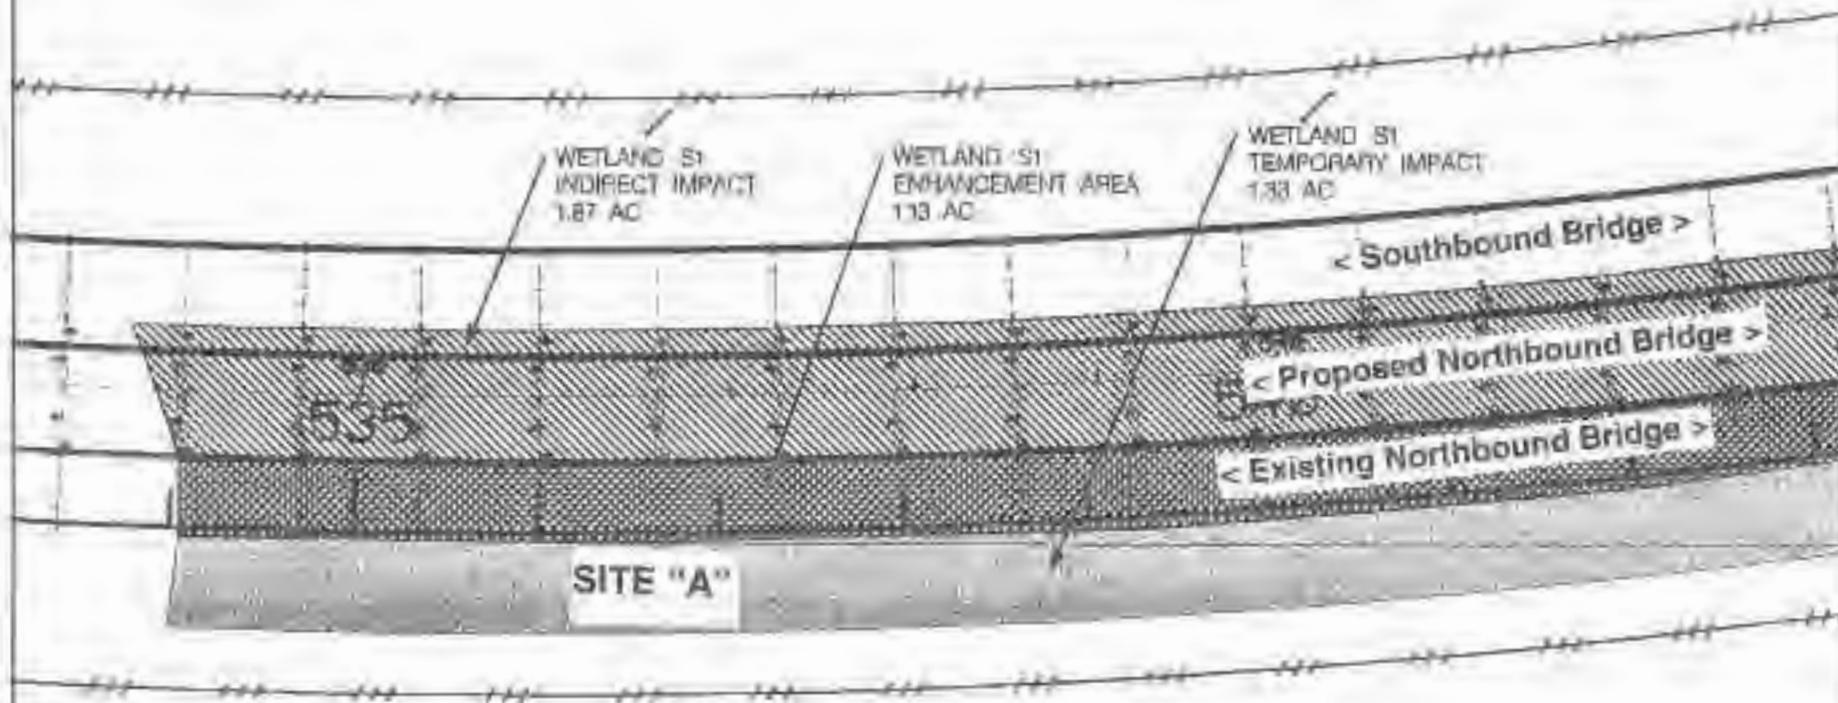 WETLAND S1
INDIRECT IMPACT
1.87 AC
WETLAND S1
ENHANCEMENT AREA
1.13 AC
WETLAND S1
TEMPORARY IMPACT
1.33 AC
< Southbound Bridge >
< Proposed Northbound Bridge >
535
< Existing Northbound Bridge >
SITE "A"